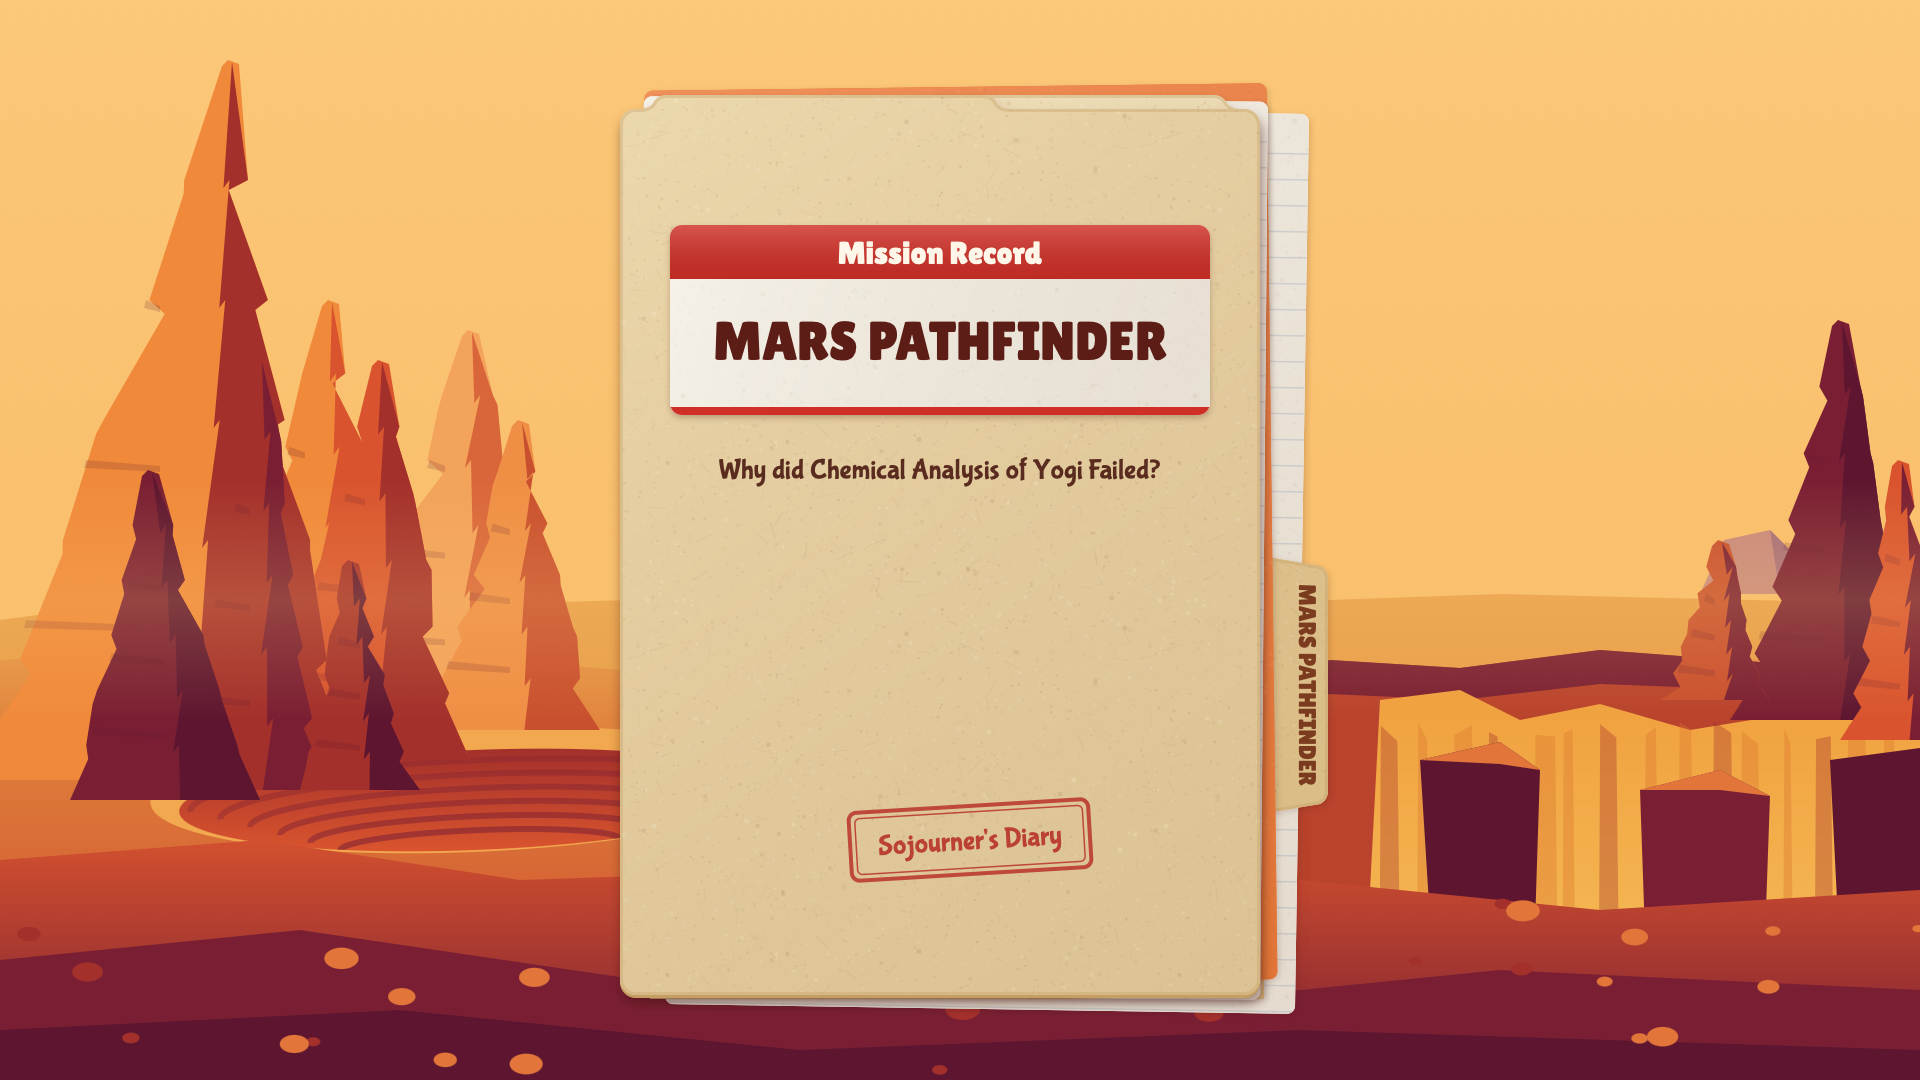 Mission Record
MARS PATHFINDER
Why did Chemical Analysis of Yogi Failed?
MARS PATHFINDER
Sojourner's Diary